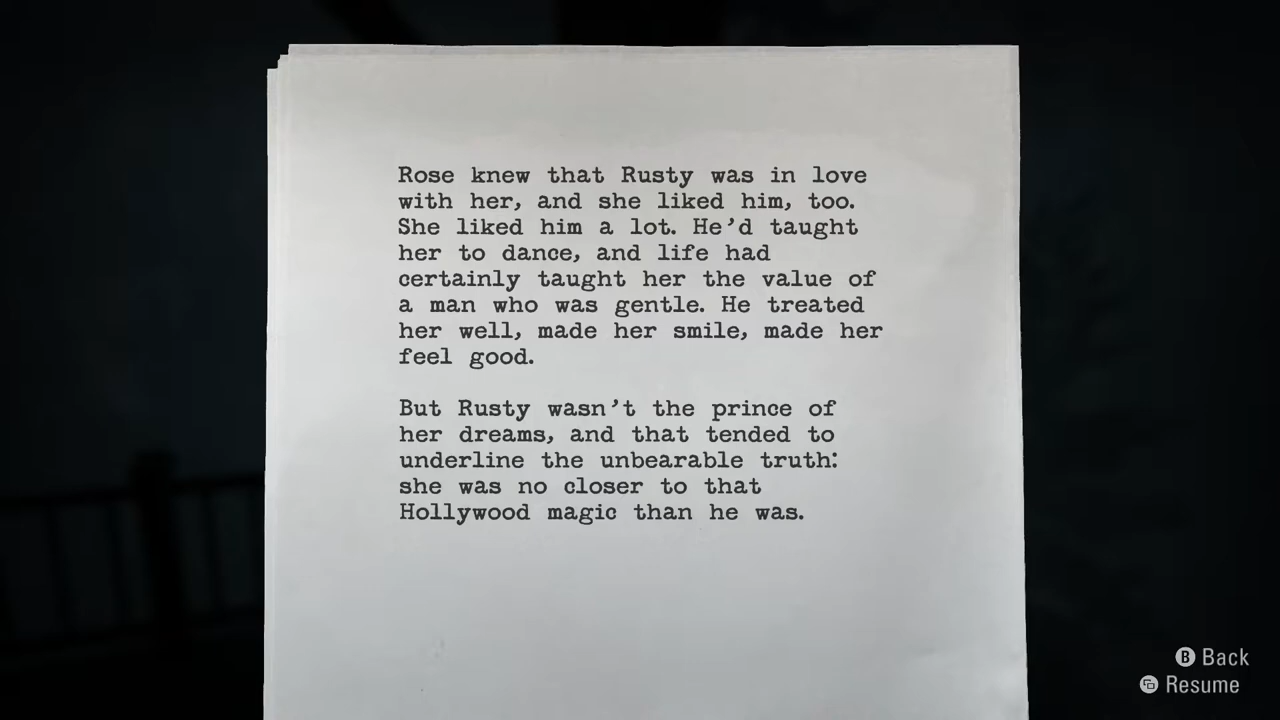 Rose knew that Rusty was in love
with her, and she liked him, too.
She liked him a lot. He’d taught
her to dance, and life had
certainly taught her the value of
a man who was gentle. He treated
her well, made her smile, made her
feel good.
But Rusty wasn’t the prince of
her dreams, and that tended to
underline the unbearable truth:
she was no closer to that
Hollywood magic than he was.
B Back
Resume